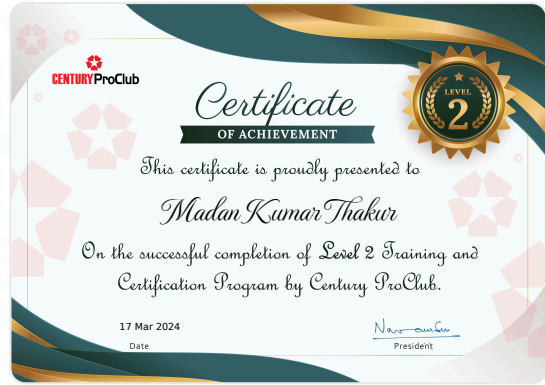 CENTURY ProClub
LEVEL
2
Certificate
OF ACHIEVEMENT
This certificate is proudly presented to
Madan Kumar Thakur
On the successful completion of Level 2 Training and
Certification Program by Century ProClub.
17 Mar 2024
Date
President